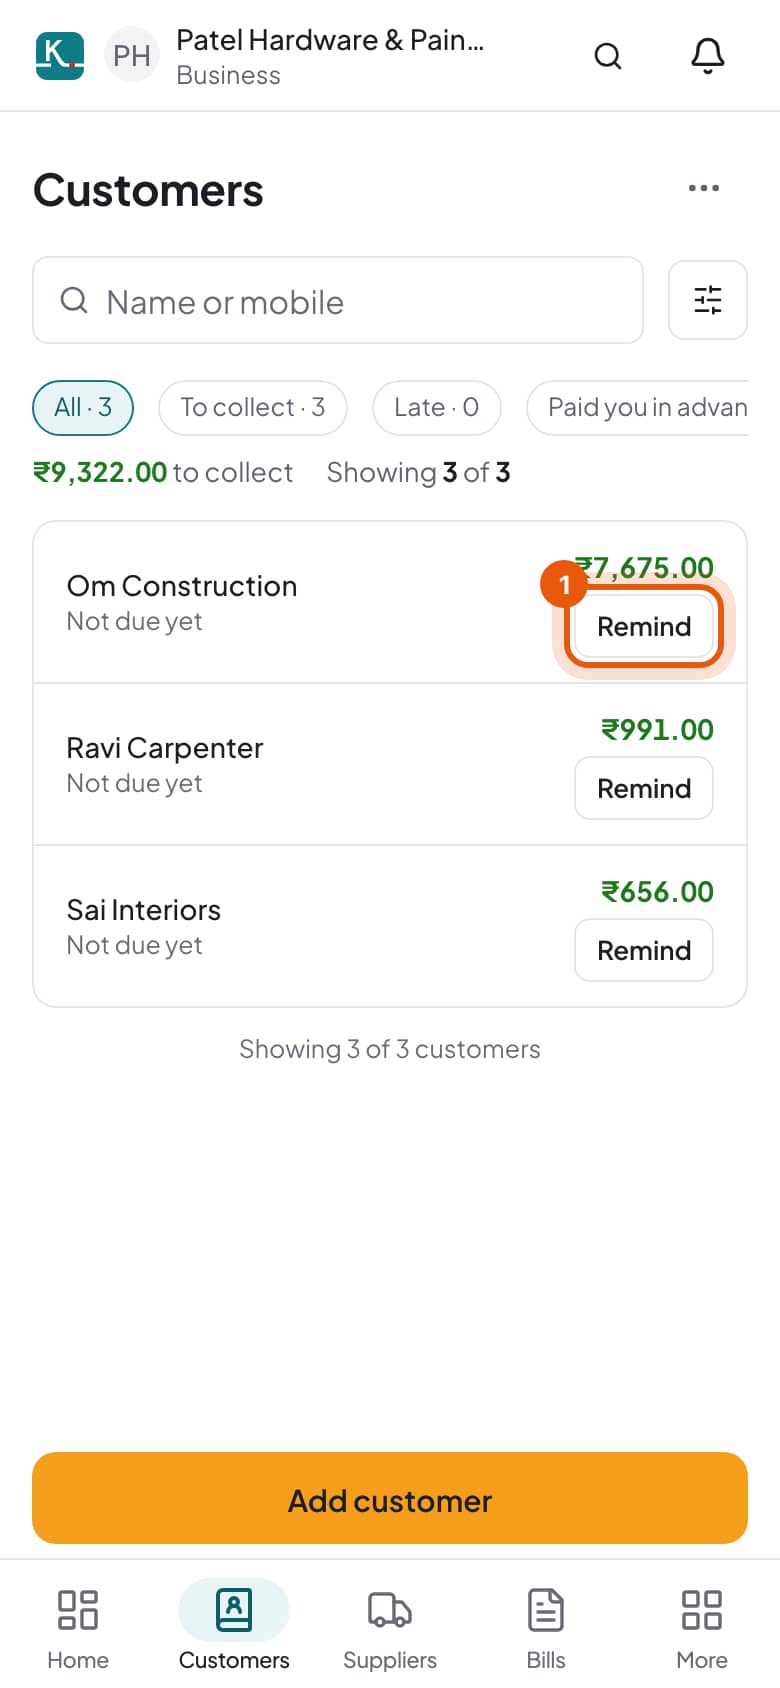 K.
PH
Patel Hardware & Pain...
Business
Customers
Name or mobile
All · 3
To collect · 3
Late · 0
Paid you in advan
₹9,322.00 to collect
Showing 3 of 3
₹7,675.00
Om Construction
1
Not due yet
Remind
₹991.00
Ravi Carpenter
Not due yet
Remind
₹656.00
Sai Interiors
Not due yet
Remind
Showing 3 of 3 customers
Add customer
Home
Customers
Suppliers
Bills
More